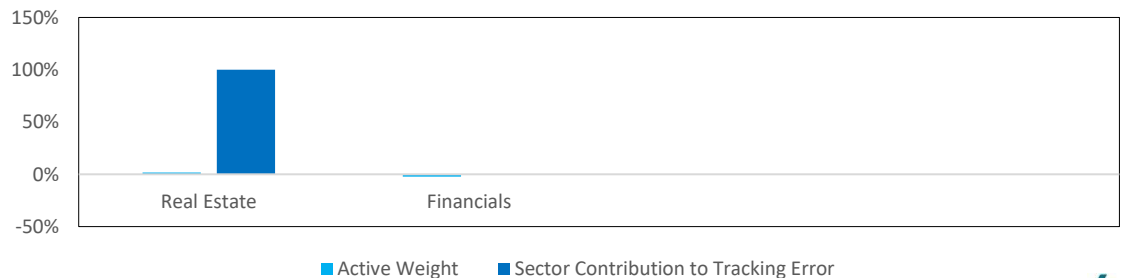 150%
100%
50%
0%
Real Estate Financials
-50%
Active Weight Sector Contribution to Tracking Error